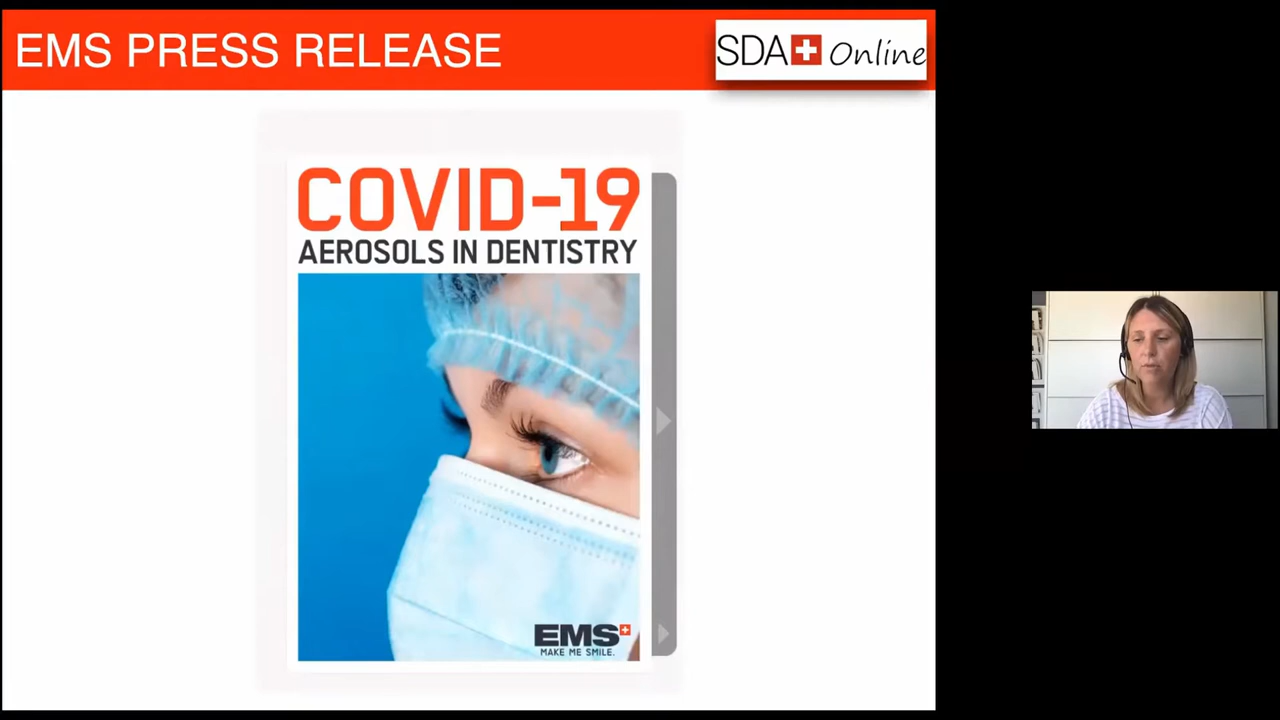 EMS PRESS RELEASE
SDA Online
COVID-19
AEROSOLS IN DENTISTRY
EMS
MAKE ME SMILE.